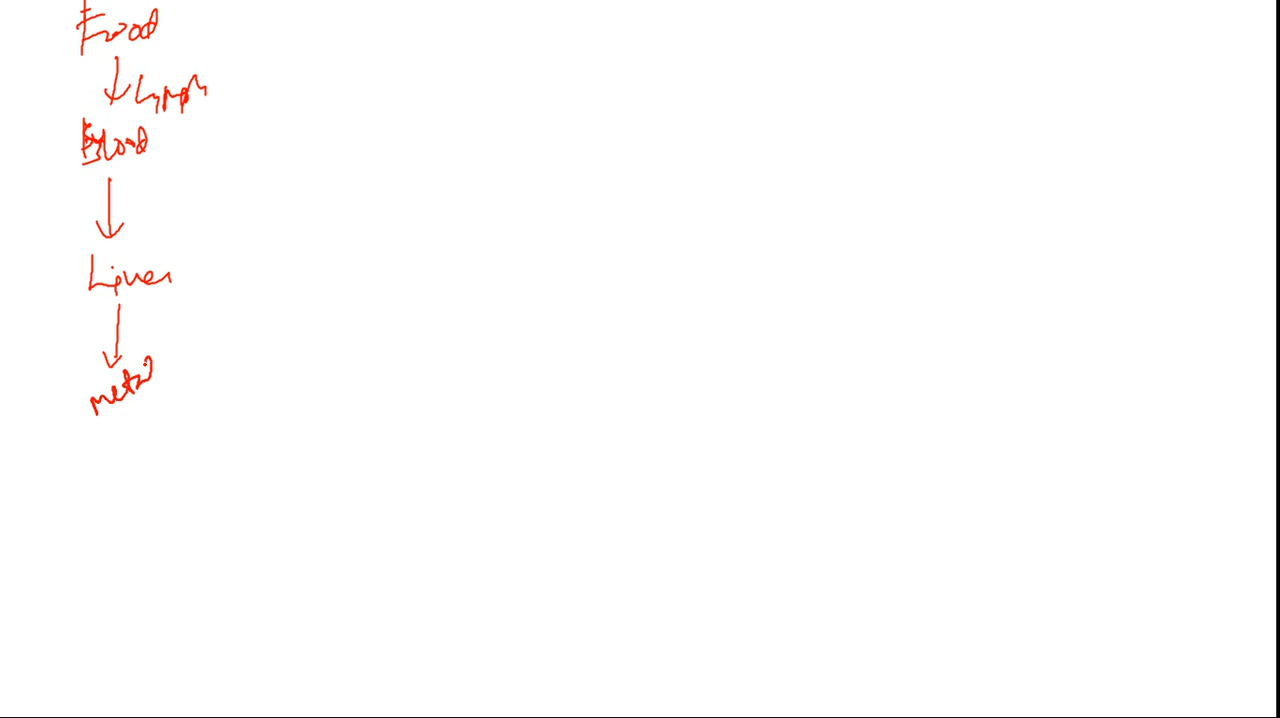 Food
↓ Lymph
Blood
↓
Liver
↓